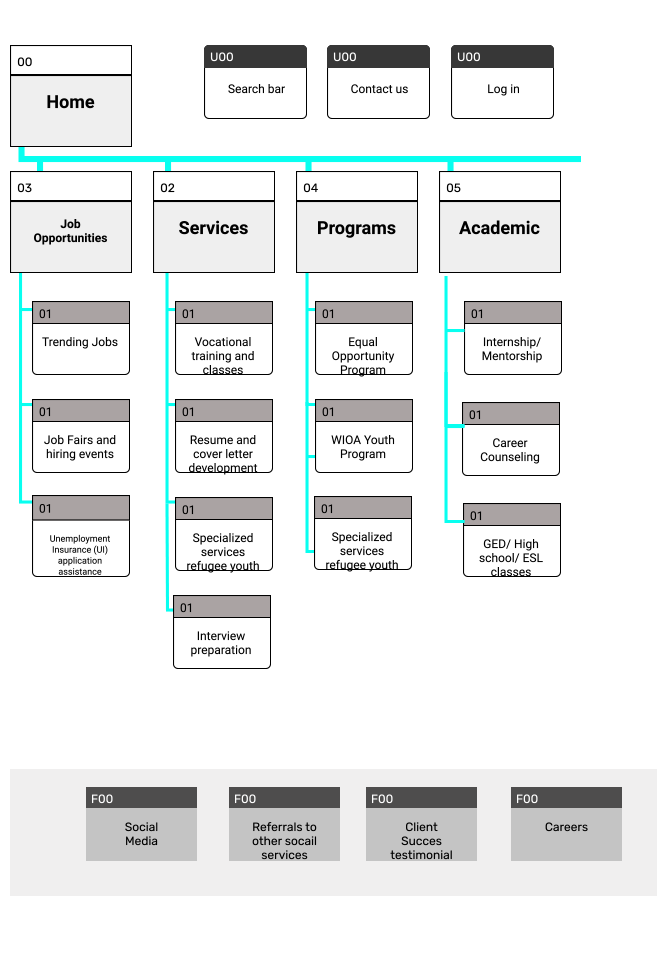 00
Home
U00
Search bar
U00
Contact us
U00
Log in
03
Job
Opportunities
02
Services
04
Programs
05
Academic
01
Trending Jobs
01
Job Fairs and
hiring events
01
Unemployment
Insurance (UI)
application
assistance
01
Vocational
training and
classes
01
Resume and
cover letter
development
01
Specialized
services
refugee youth
01
Interview
preparation
01
Equal
Opportunity
Program
01
WIOA Youth
Program
01
Specialized
services
refugee youth
01
Internship/
Mentorship
01
Career
Counseling
01
GED/ High
school/ ESL
classes
F00
Social
Media
F00
Referrals to
other socail
services
F00
Client
Succes
testimonial
F00
Careers